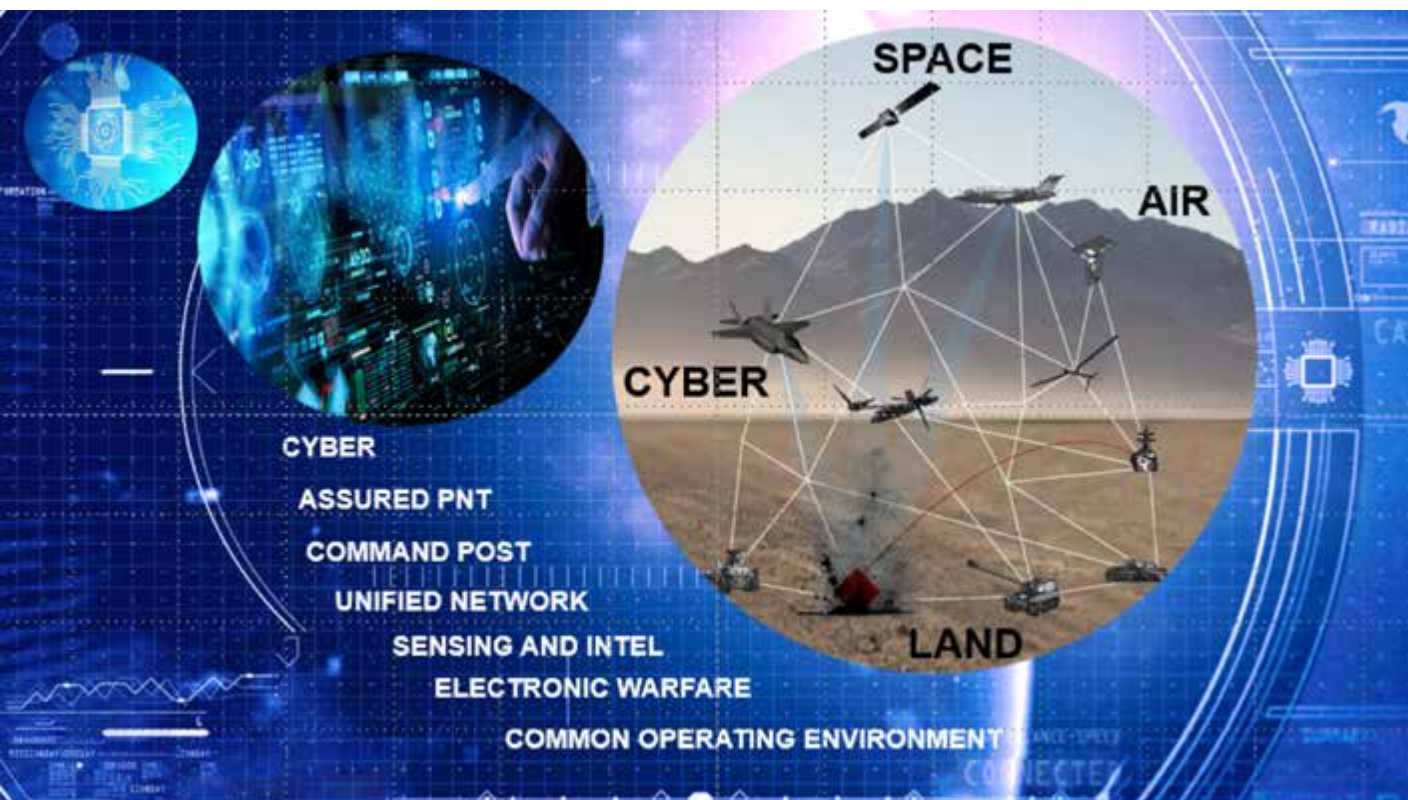 SPACE
AIR
CYBER
LAND
CYBER
ASSURED PNT
COMMAND POST
UNIFIED NETWORK
SENSING AND INTEL
ELECTRONIC WARFARE
COMMON OPERATING ENVIRONMENT